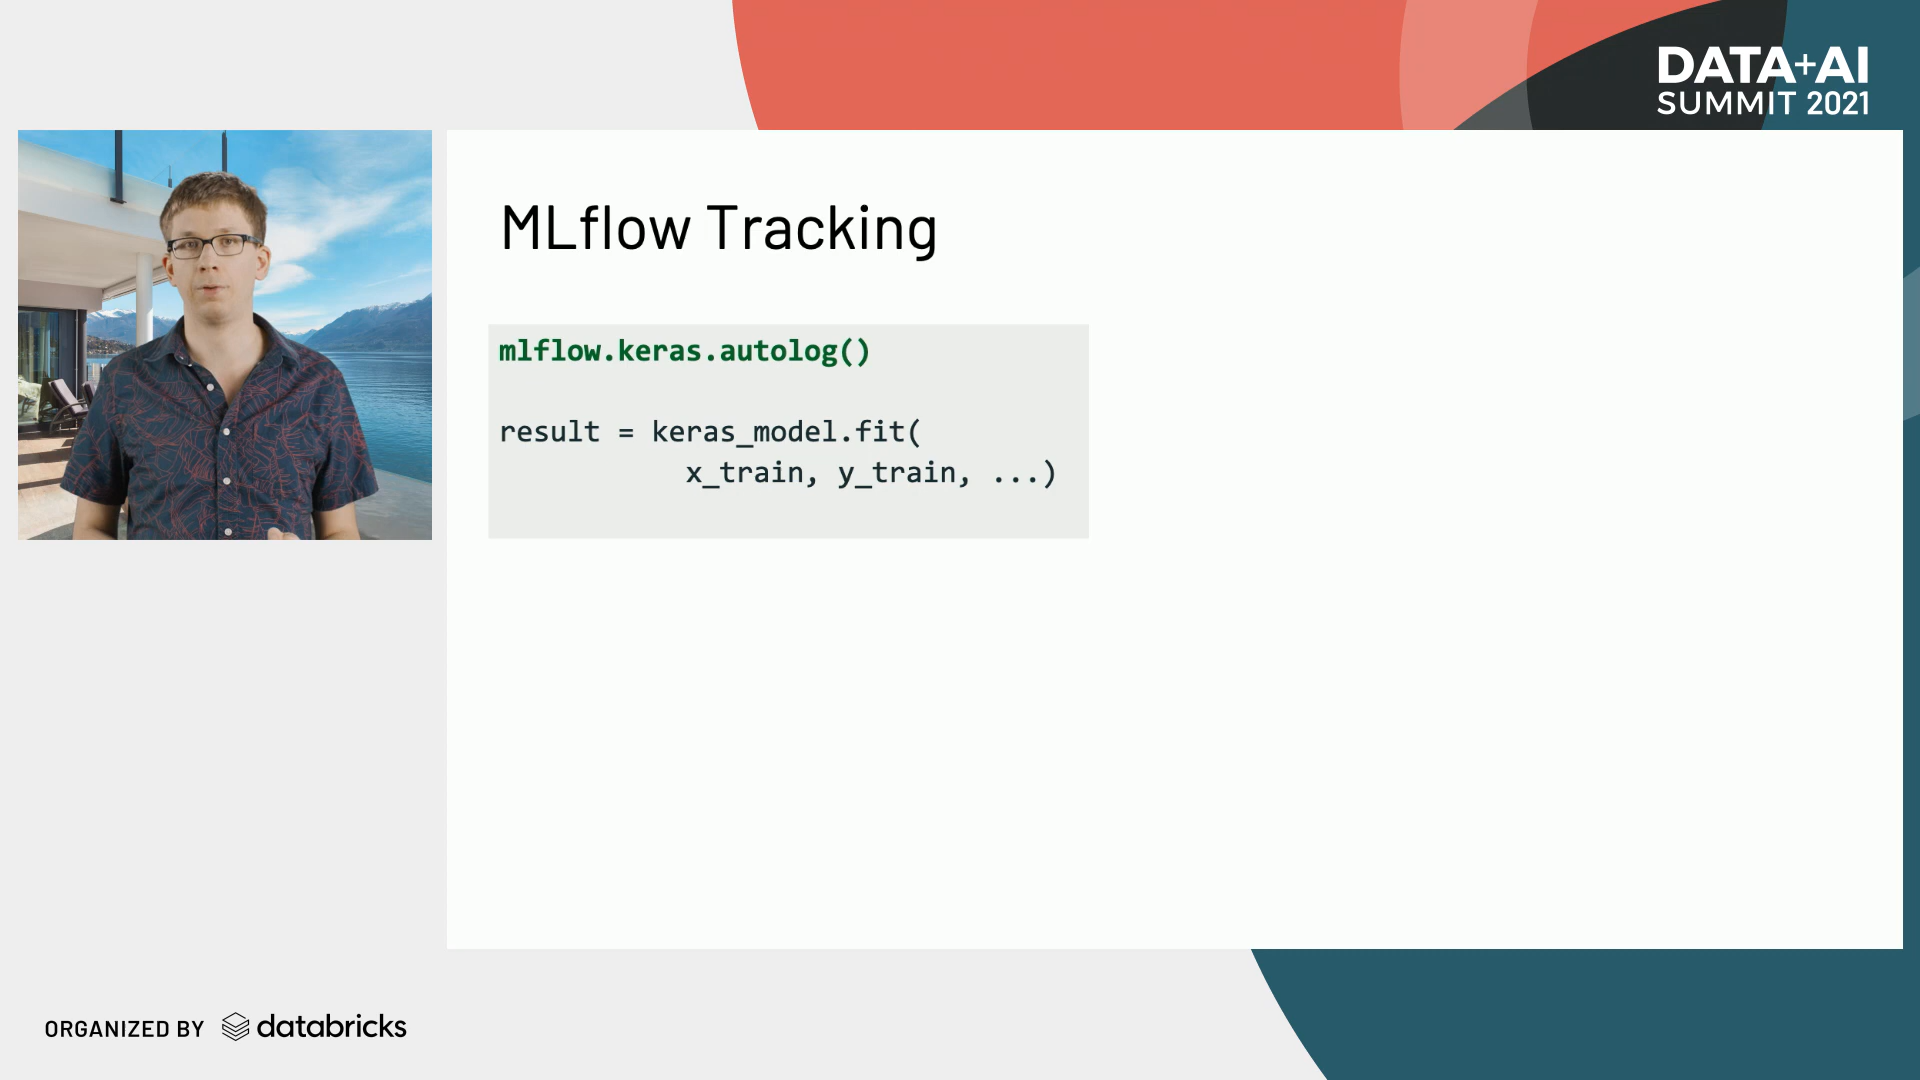 DATA+AI
SUMMIT 2021
MLflow Tracking
mlflow.keras.autolog()
result = keras_model.fit(
x_train, y_train, ...)
ORGANIZED BY databricks